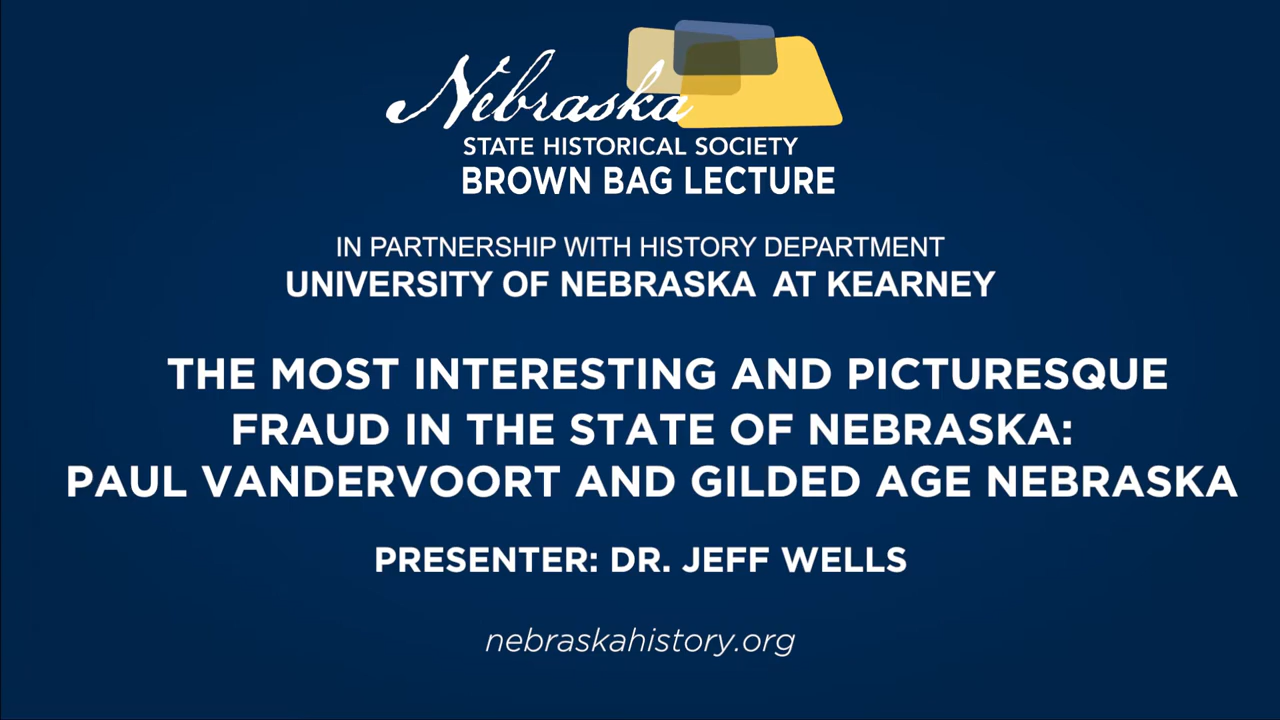 Nebraska
STATE HISTORICAL SOCIETY
BROWN BAG LECTURE
IN PARTNERSHIP WITH HISTORY DEPARTMENT
UNIVERSITY OF NEBRASKA AT KEARNEY
THE MOST INTERESTING AND PICTURESQUE
FRAUD IN THE STATE OF NEBRASKA:
PAUL VANDERVOORT AND GILDED AGE NEBRASKA
PRESENTER: DR. JEFF WELLS
nebraskahistory.org